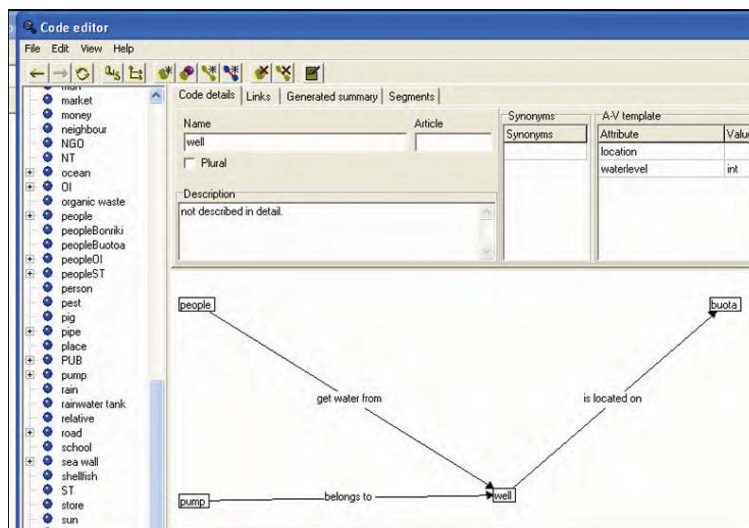 Code editor
File Edit View Help
market
money
neighbour
NGO
NT
ocean
OI
organic waste
people
peopleBonriki
peopleBuotoa
peopleOI
peopleST
person
pest
pig
pipe
place
PUB
pump
rain
rainwater tank
relative
road
school
sea wall
shellfish
ST
store
sun
Code details Links Generated summary Segments
Name Article
well
Plural
Description
not described in detail.
Synonyms
Synonyms
A-V template
Attribute Value
location
waterlevel int
people
buota
get water from
is located on
pump
belongs to
well